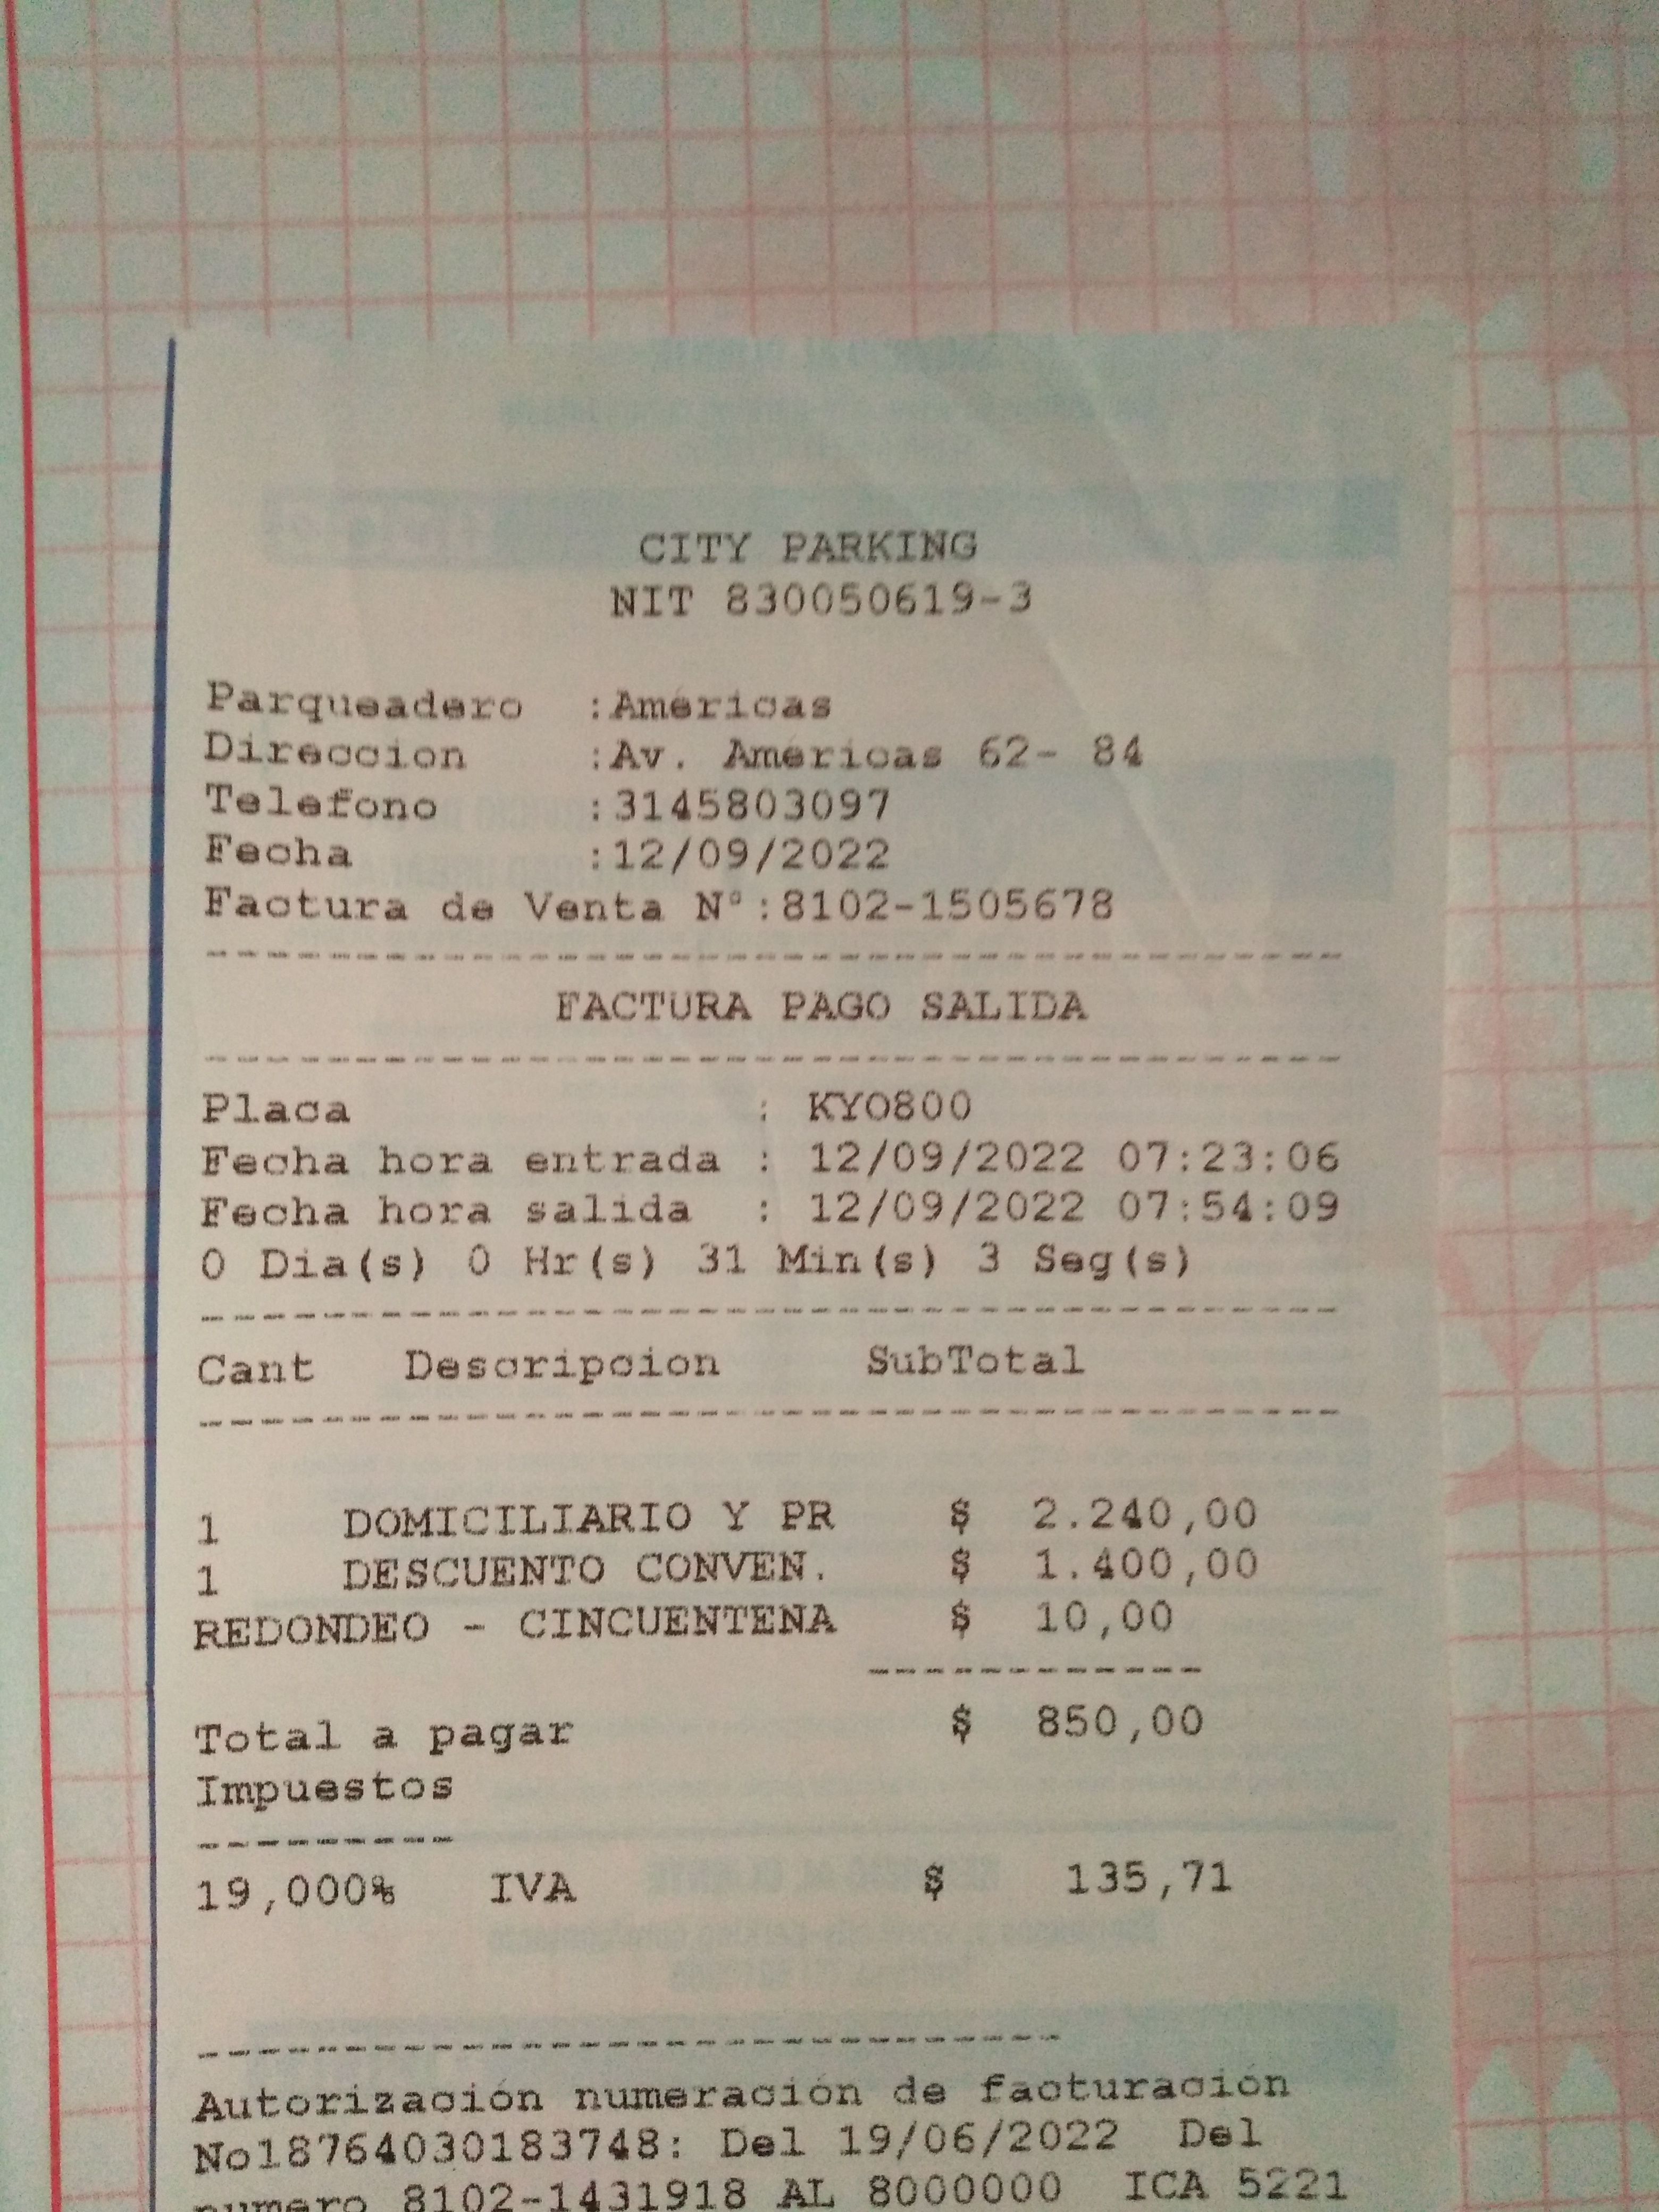 CITY PARKING
NIT 830050619-3
Parqueadero :Américas
Direccion :Av. Américas 62- 84
Telefono :3145803097
Fecha :12/09/2022
Factura de Venta N°:8102-1505678
FACTURA PAGO SALIDA
Placa : KYO800
Fecha hora entrada : 12/09/2022 07:23:06
Fecha hora salida : 12/09/2022 07:54:09
0 Dia(s) 0 Hr(s) 31 Min(s) 3 Seg(s)
Cant Descripcion SubTotal
1 DOMICILIARIO Y PR $ 2.240,00
1 DESCUENTO CONVEN. $ 1.400,00
REDONDEO - CINCUENTENA $ 10,00
Total a pagar $ 850,00
Impuestos
19,000% IVA $ 135,71
Autorización numeración de facturación
No18764030183748: Del 19/06/2022 Del
numero 8102-1431918 AL 8000000 ICA 5221